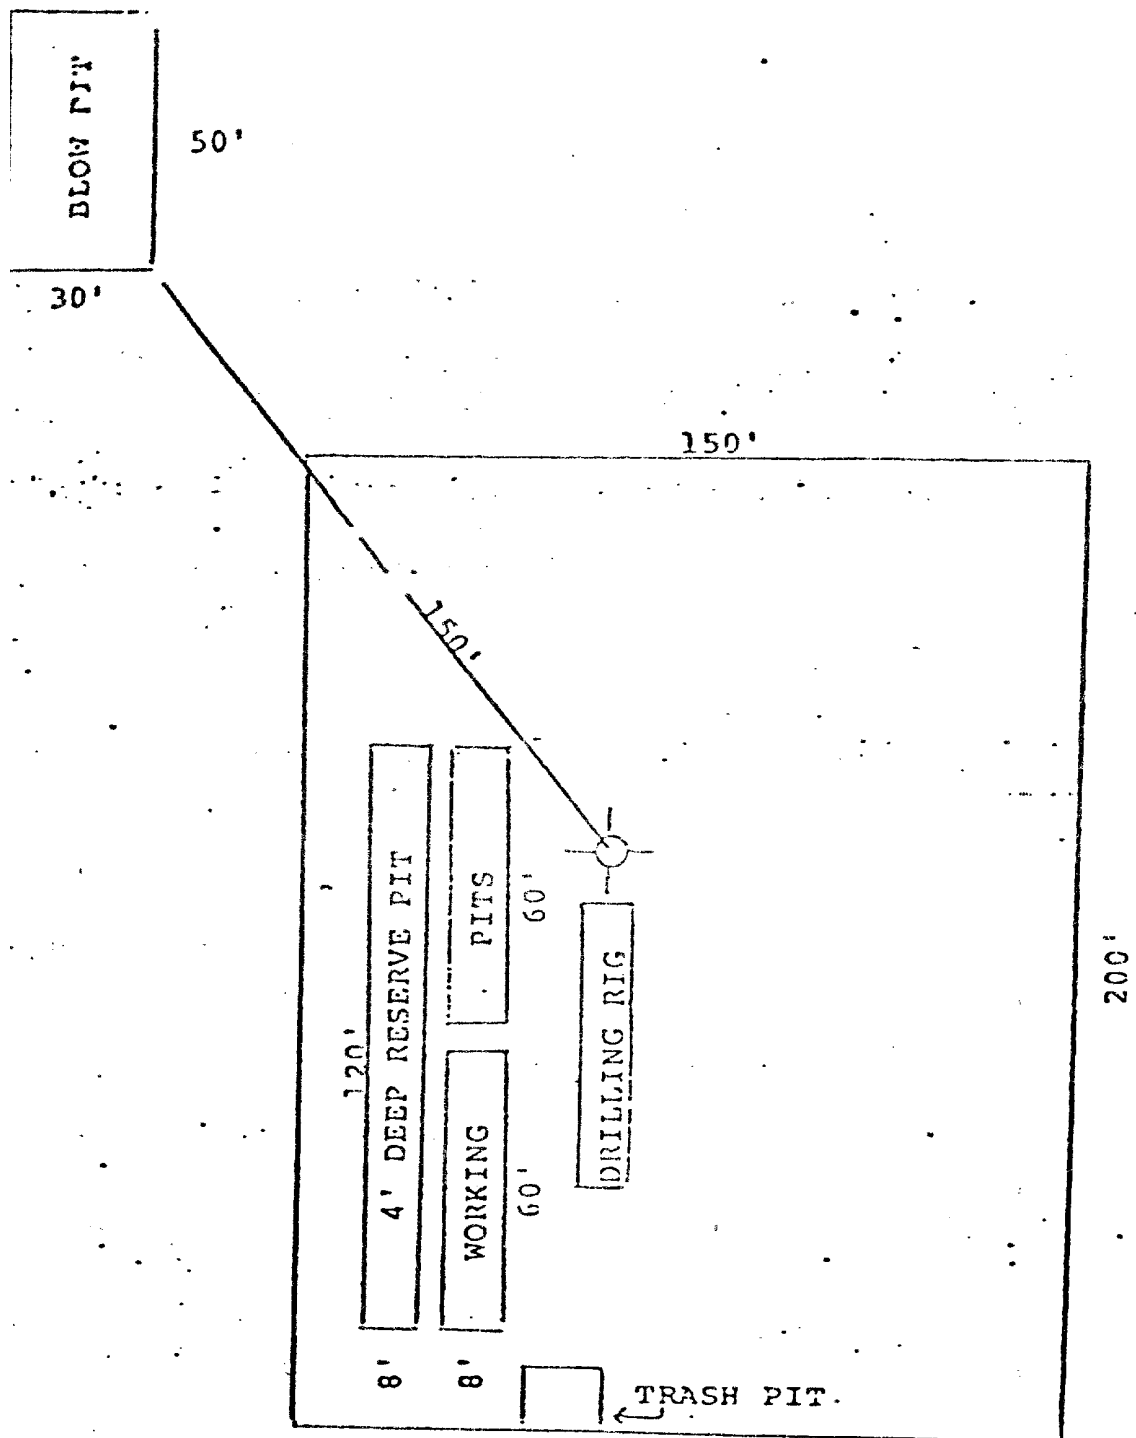 BLOW PIT
50'
30'
150'
150'
120'
4' DEEP RESERVE PIT
PITS
60'
WORKING
60'
DRILLING RIG
200'
8'
8'
TRASH PIT